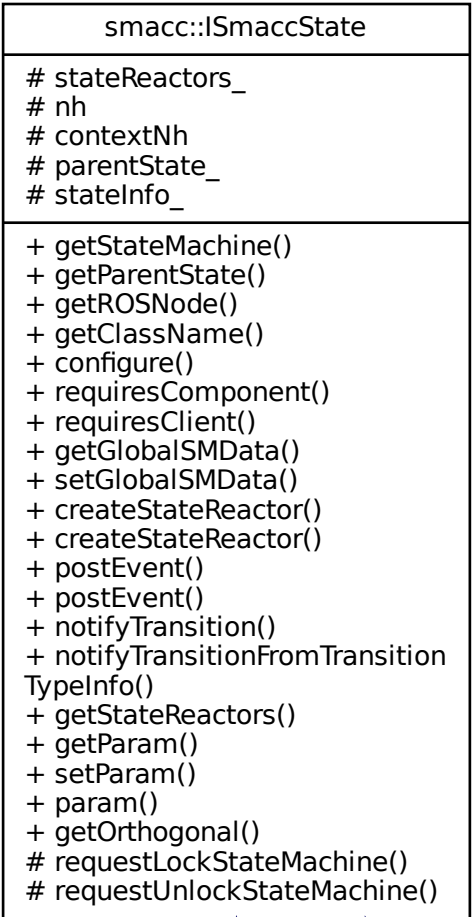 smacc::ISmaccState
# stateReactors_
# nh
# contextNh
# parentState_
# stateInfo_
+ getStateMachine()
+ getParentState()
+ getROSNode()
+ getClassName()
+ configure()
+ requiresComponent()
+ requiresClient()
+ getGlobalSMData()
+ setGlobalSMData()
+ createStateReactor()
+ createStateReactor()
+ postEvent()
+ postEvent()
+ notifyTransition()
+ notifyTransitionFromTransition
TypeInfo()
+ getStateReactors()
+ getParam()
+ setParam()
+ param()
+ getOrthogonal()
# requestLockStateMachine()
# requestUnlockStateMachine()